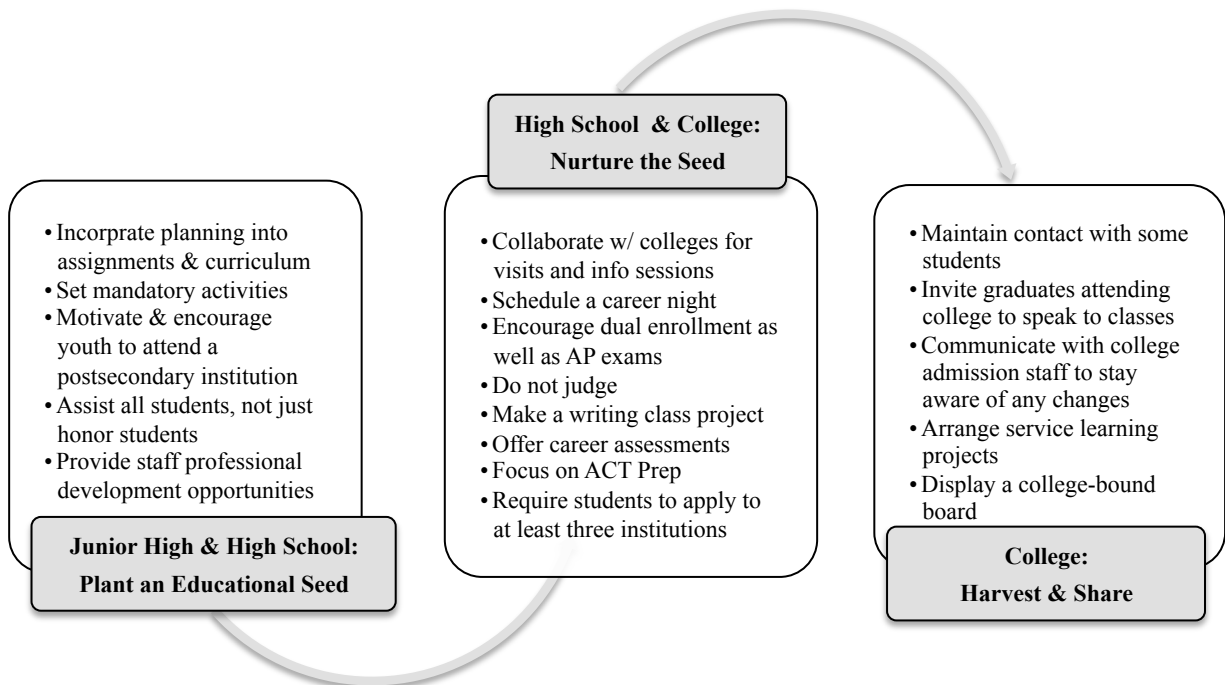 • Incorprate planning into
assignments & curriculum
• Set mandatory activities
• Motivate & encourage
youth to attend a
postsecondary institution
• Assist all students, not just
honor students
• Provide staff professional
development opportunities
Junior High & High School:
Plant an Educational Seed
High School & College:
Nurture the Seed
• Collaborate w/ colleges for
visits and info sessions
• Schedule a career night
• Encourage dual enrollment as
well as AP exams
• Do not judge
• Make a writing class project
• Offer career assessments
• Focus on ACT Prep
• Require students to apply to
at least three institutions
• Maintain contact with some
students
• Invite graduates attending
college to speak to classes
• Communicate with college
admission staff to stay
aware of any changes
• Arrange service learning
projects
• Display a college-bound
board
College:
Harvest & Share